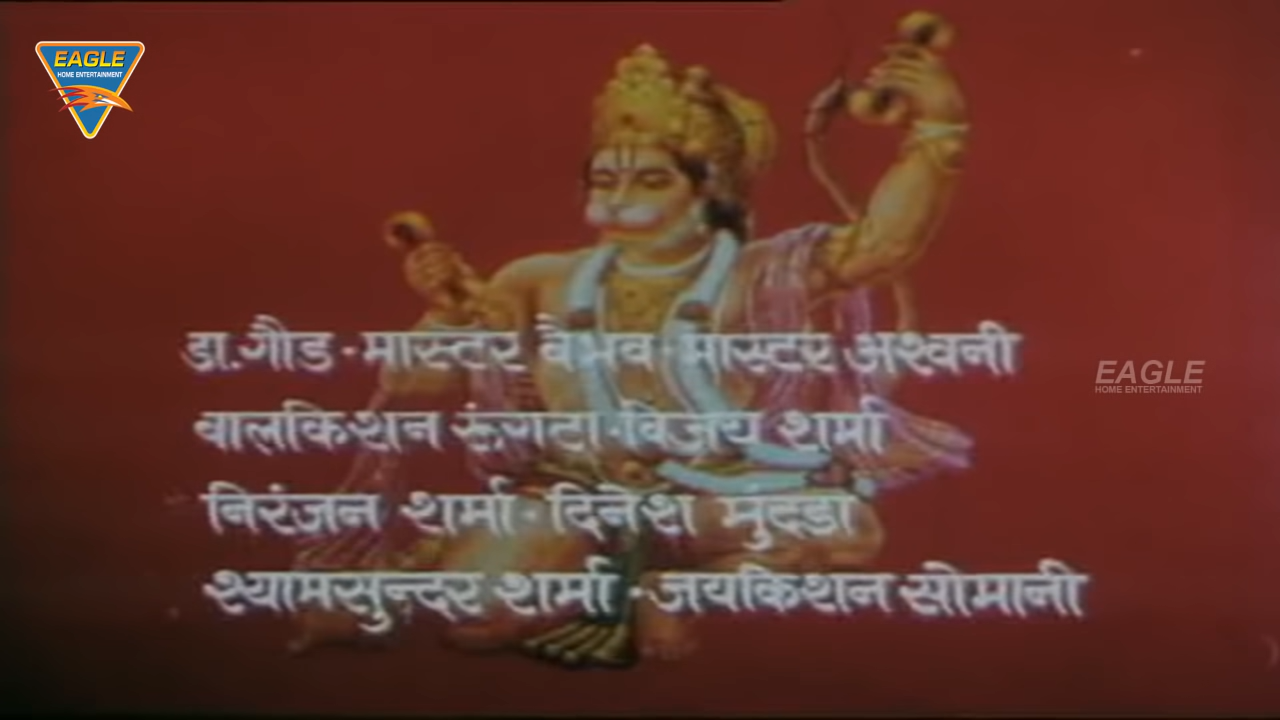 EAGLE
HOME ENTERTAINMENT
डा.गौड · मास्टर वैभव · मास्टर अश्वनी
EAGLE
HOME ENTERTAINMENT
बालकिशन रूंगटा · विजय शर्मा
निरंजन शर्मा · दिनेश मुंदडा
श्यामसुन्दर शर्मा · जयकिशन सोमानी